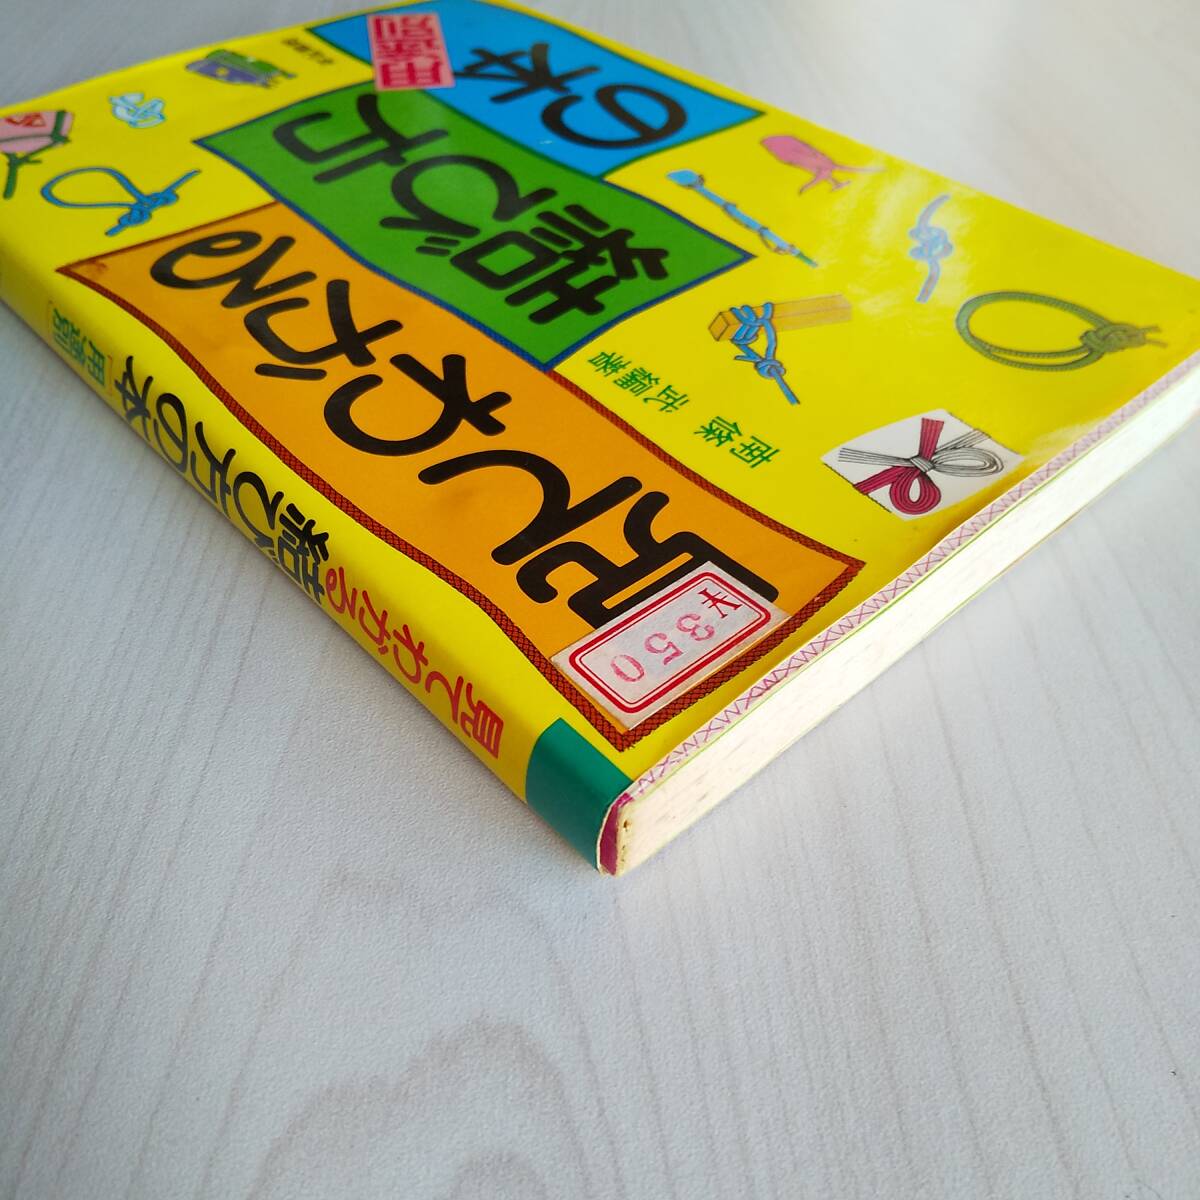 見てわかる
結び方
の本
用途別
南條 武綱著
¥350
見てわかる結び方の本
用途別